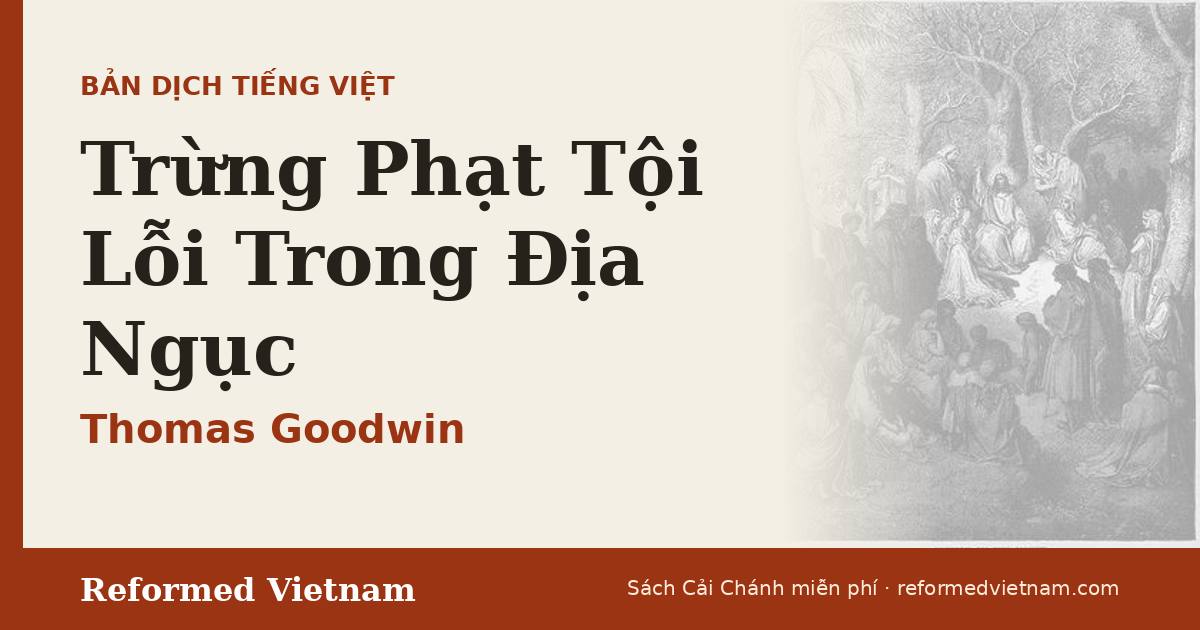 BẢN DỊCH TIẾNG VIỆT
Trừng Phạt Tội
Lỗi Trong Địa
Ngục
Thomas Goodwin
Reformed Vietnam
Sách Cải Chánh miễn phí · reformedvietnam.com